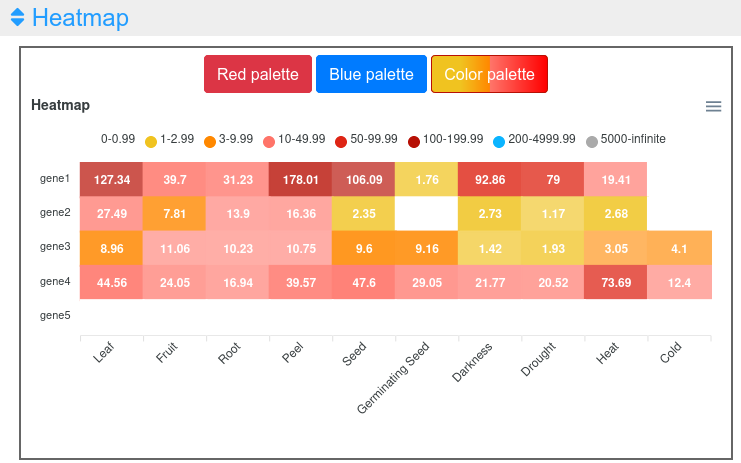 Heatmap
Red palette Blue palette Color palette
Heatmap
0-0.99 1-2.99 3-9.99 10-49.99 50-99.99 100-199.99 200-4999.99 5000-infinite
gene1 127.34 39.7 31.23 178.01 106.09 1.76 92.86 79 19.41
gene2 27.49 7.81 13.9 16.36 2.35 2.73 1.17 2.68
gene3 8.96 11.06 10.23 10.75 9.6 9.16 1.42 1.93 3.05 4.1
gene4 44.56 24.05 16.94 39.57 47.6 29.05 21.77 20.52 73.69 12.4
gene5
Leaf Fruit Root Peel Seed Germinating Seed Darkness Drought Heat Cold